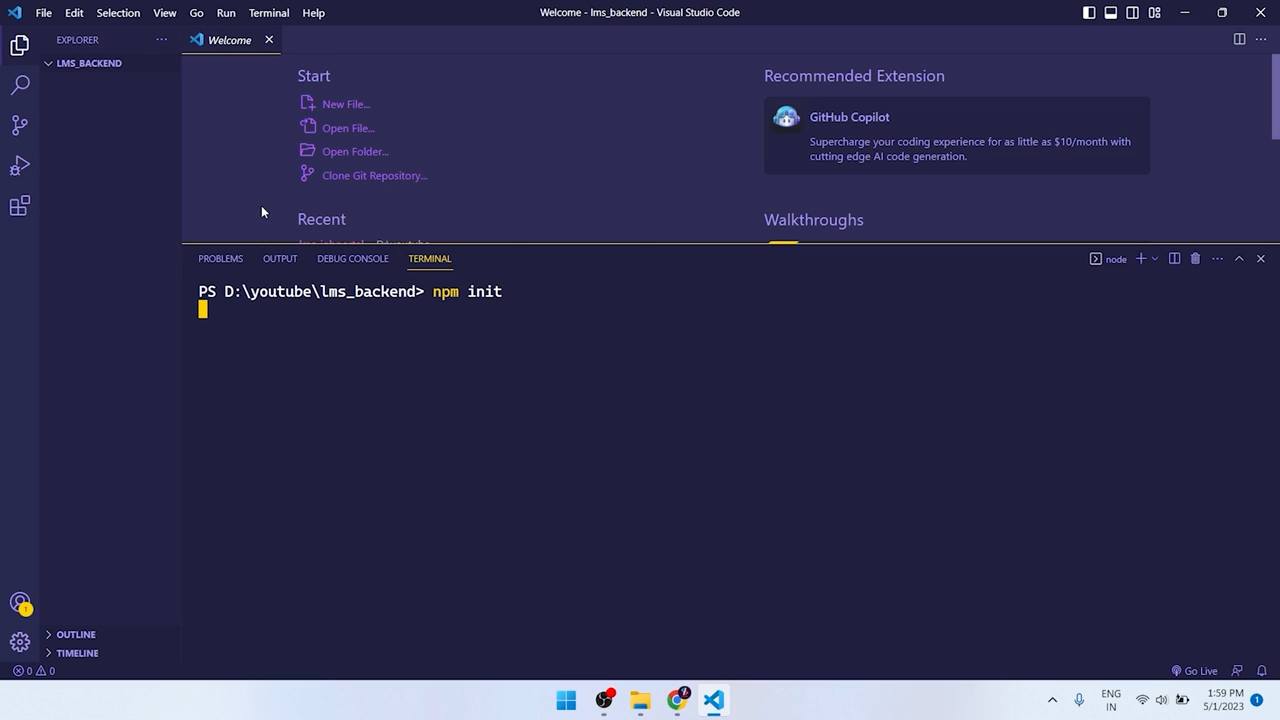 File Edit Selection View Go Run Terminal Help
Welcome - lms_backend - Visual Studio Code
EXPLORER ···
Welcome
LMS_BACKEND
Start
New File...
Open File...
Open Folder...
Clone Git Repository...
Recent
Recommended Extension
GitHub Copilot
Supercharge your coding experience for as little as $10/month with
cutting edge AI code generation.
Walkthroughs
PROBLEMS OUTPUT DEBUG CONSOLE TERMINAL
node
PS D:\youtube\lms_backend> npm init
1
OUTLINE
TIMELINE
0 0
Go Live
ENG
IN
1:59 PM
5/1/2023
1